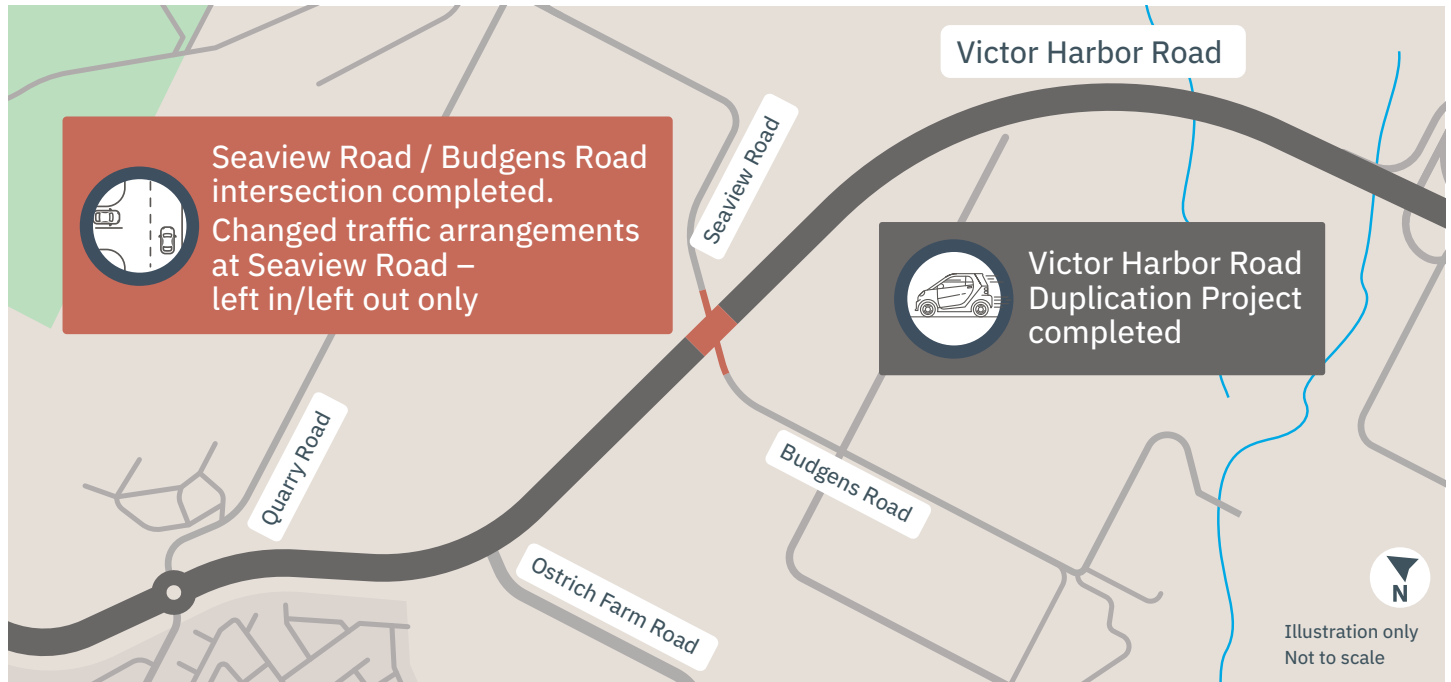 Victor Harbor Road
Seaview Road / Budgens Road
intersection completed.
Changed traffic arrangements
at Seaview Road –
left in/left out only
Seaview Road
Victor Harbor Road
Duplication Project
completed
Quarry Road
Budgens Road
Ostrich Farm Road
N
Illustration only
Not to scale